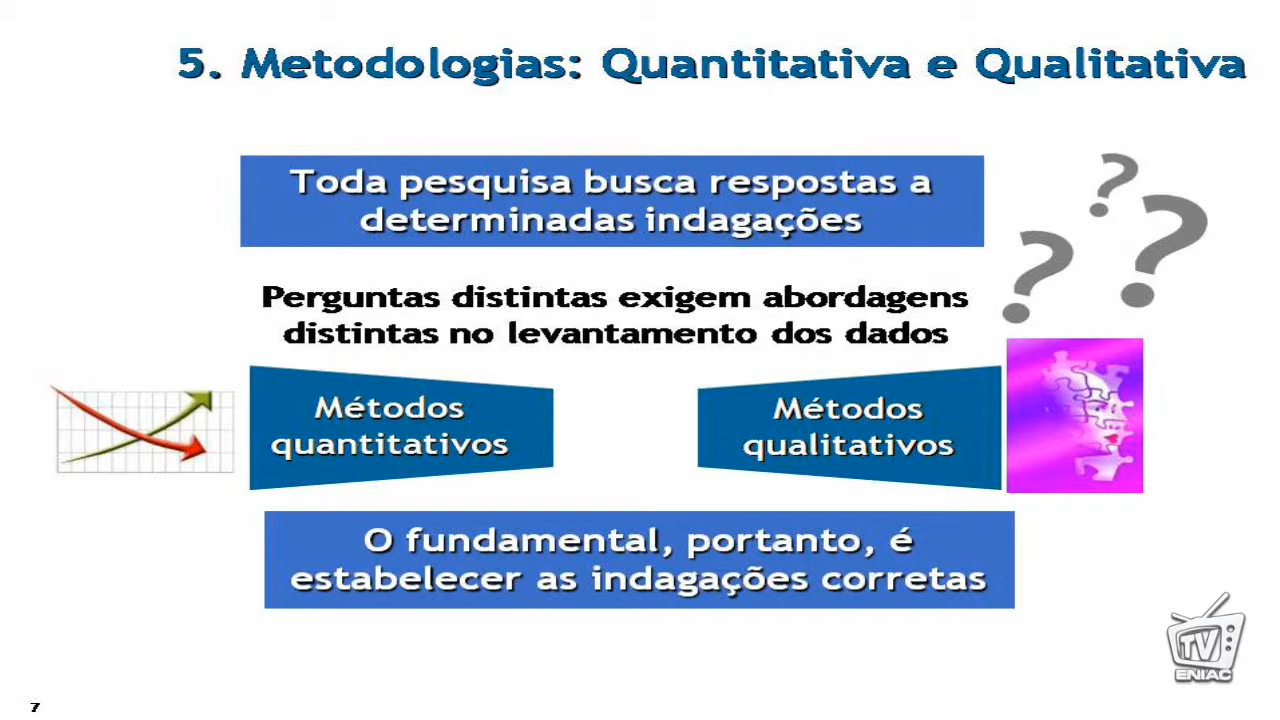 5. Metodologias: Quantitativa e Qualitativa
Toda pesquisa busca respostas a
determinadas indagações
? ? ?
Perguntas distintas exigem abordagens
distintas no levantamento dos dados
Métodos
quantitativos
Métodos
qualitativos
O fundamental, portanto, é
estabelecer as indagações corretas
TV
ENIAC
7